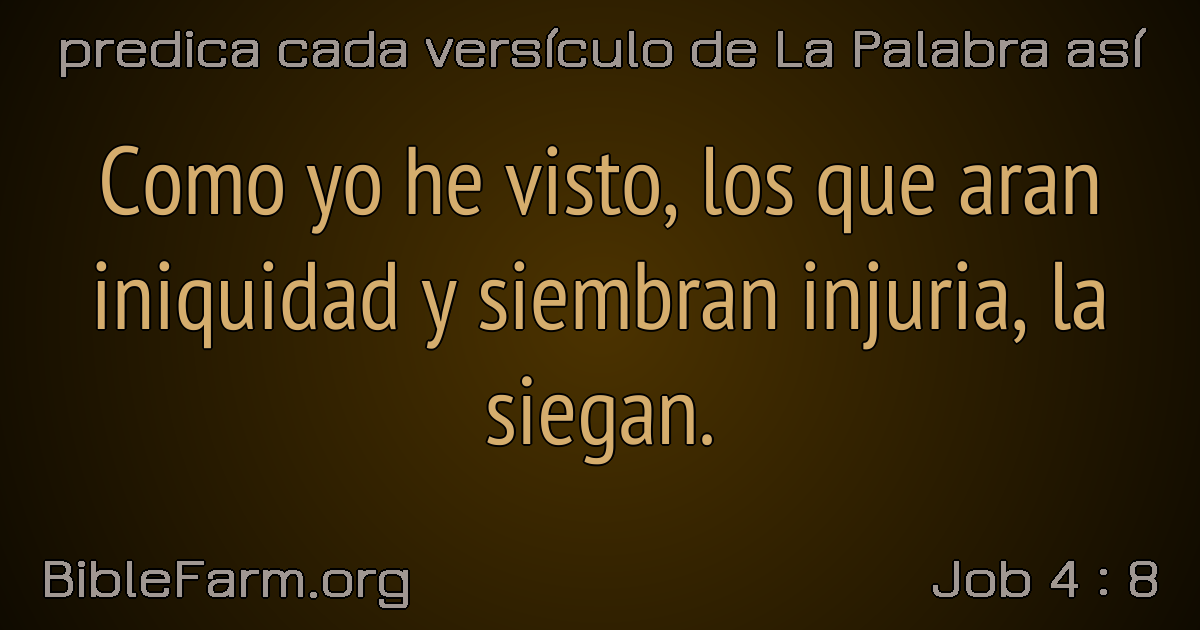 predica cada versículo de La Palabra así
Como yo he visto, los que aran
iniquidad y siembran injuria, la
siegan.
BibleFarm.org
Job 4 : 8